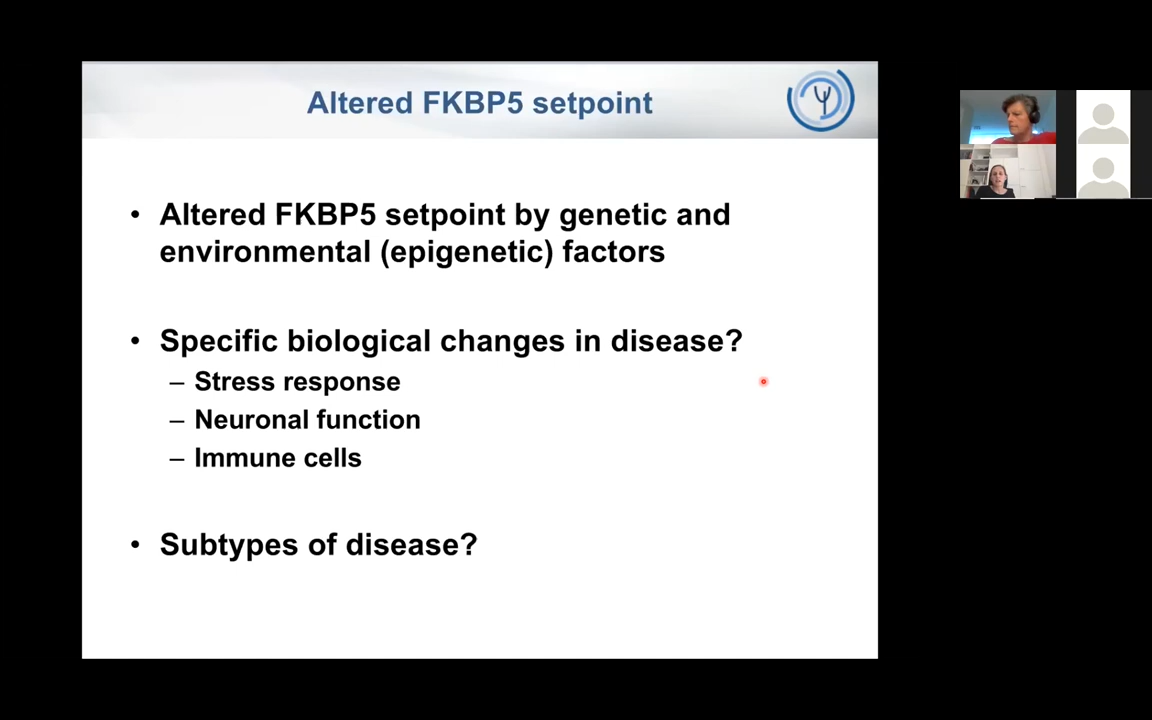 Altered FKBP5 setpoint
• Altered FKBP5 setpoint by genetic and
environmental (epigenetic) factors
• Specific biological changes in disease?
– Stress response
– Neuronal function
– Immune cells
• Subtypes of disease?